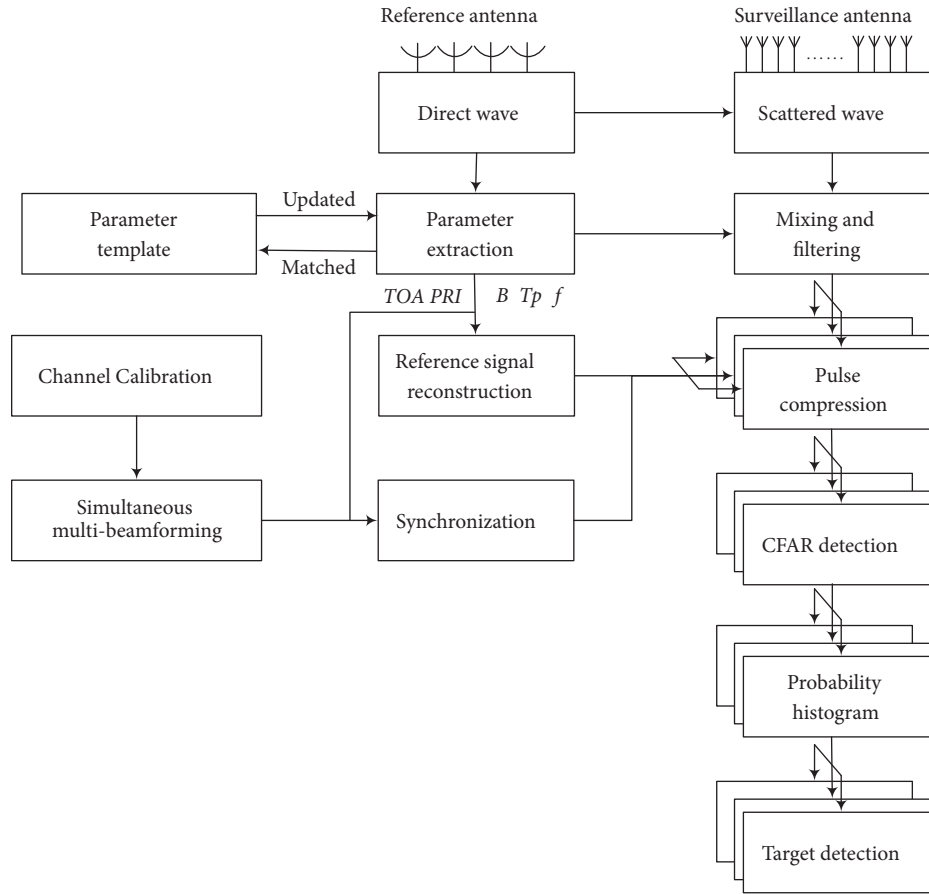 Reference antenna
Surveillance antenna
......
Direct wave
Scattered wave
Updated
Parameter
template
Parameter
extraction
Mixing and
filtering
Matched
TOA PRI
B Tp f
Channel Calibration
Reference signal
reconstruction
Pulse
compression
Simultaneous
multi-beamforming
Synchronization
CFAR detection
Probability
histogram
Target detection